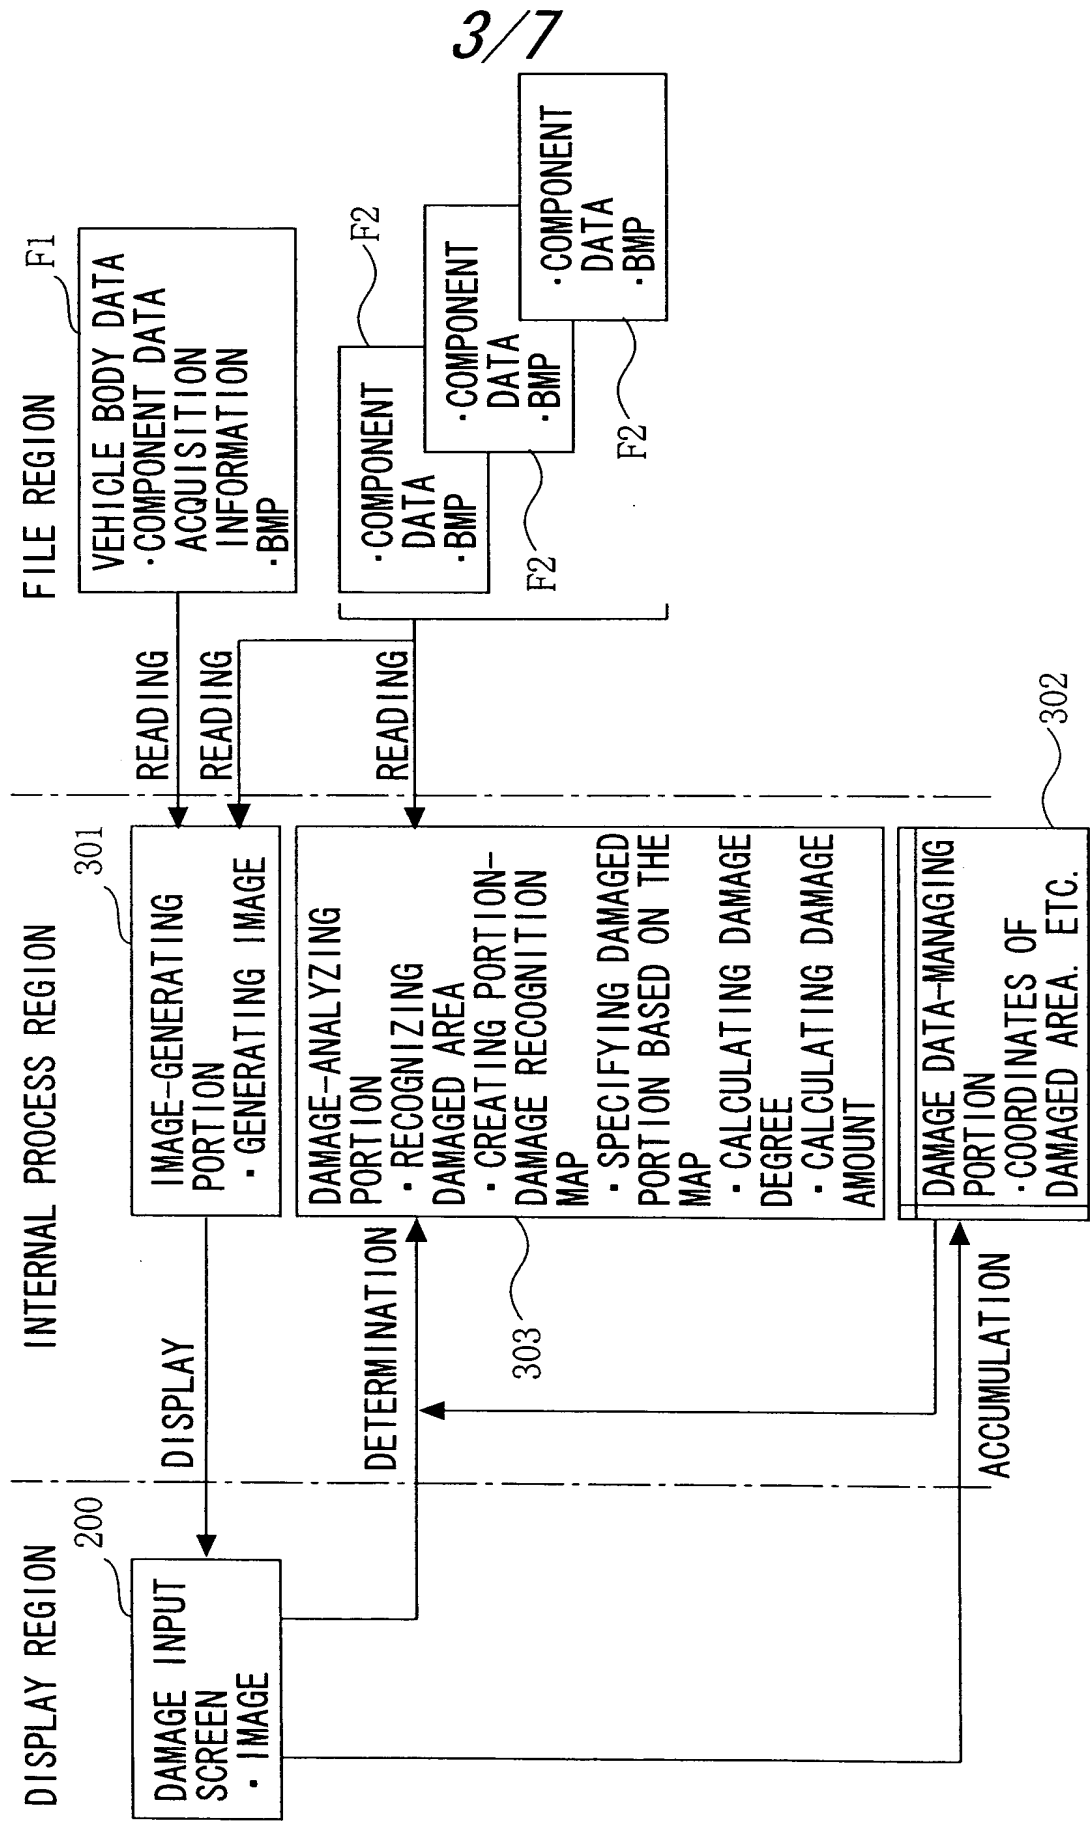 3/7
DISPLAY REGION
INTERNAL PROCESS REGION
FILE REGION
200
DAMAGE INPUT
SCREEN
・IMAGE
DISPLAY
DETERMINATION
ACCUMULATION
301
IMAGE-GENERATING
PORTION
・GENERATING IMAGE
303
DAMAGE-ANALYZING
PORTION
・RECOGNIZING
DAMAGED AREA
・CREATING PORTION-
DAMAGE RECOGNITION
MAP
・SPECIFYING DAMAGED
PORTION BASED ON THE
MAP
・CALCULATING DAMAGE
DEGREE
・CALCULATING DAMAGE
AMOUNT
302
DAMAGE DATA-MANAGING
PORTION
・COORDINATES OF
DAMAGED AREA. ETC.
READING
READING
READING
F1
VEHICLE BODY DATA
・COMPONENT DATA
ACQUISITION
INFORMATION
・BMP
F2
・COMPONENT
DATA
・BMP
F2
・COMPONENT
DATA
・BMP
F2
・COMPONENT
DATA
・BMP